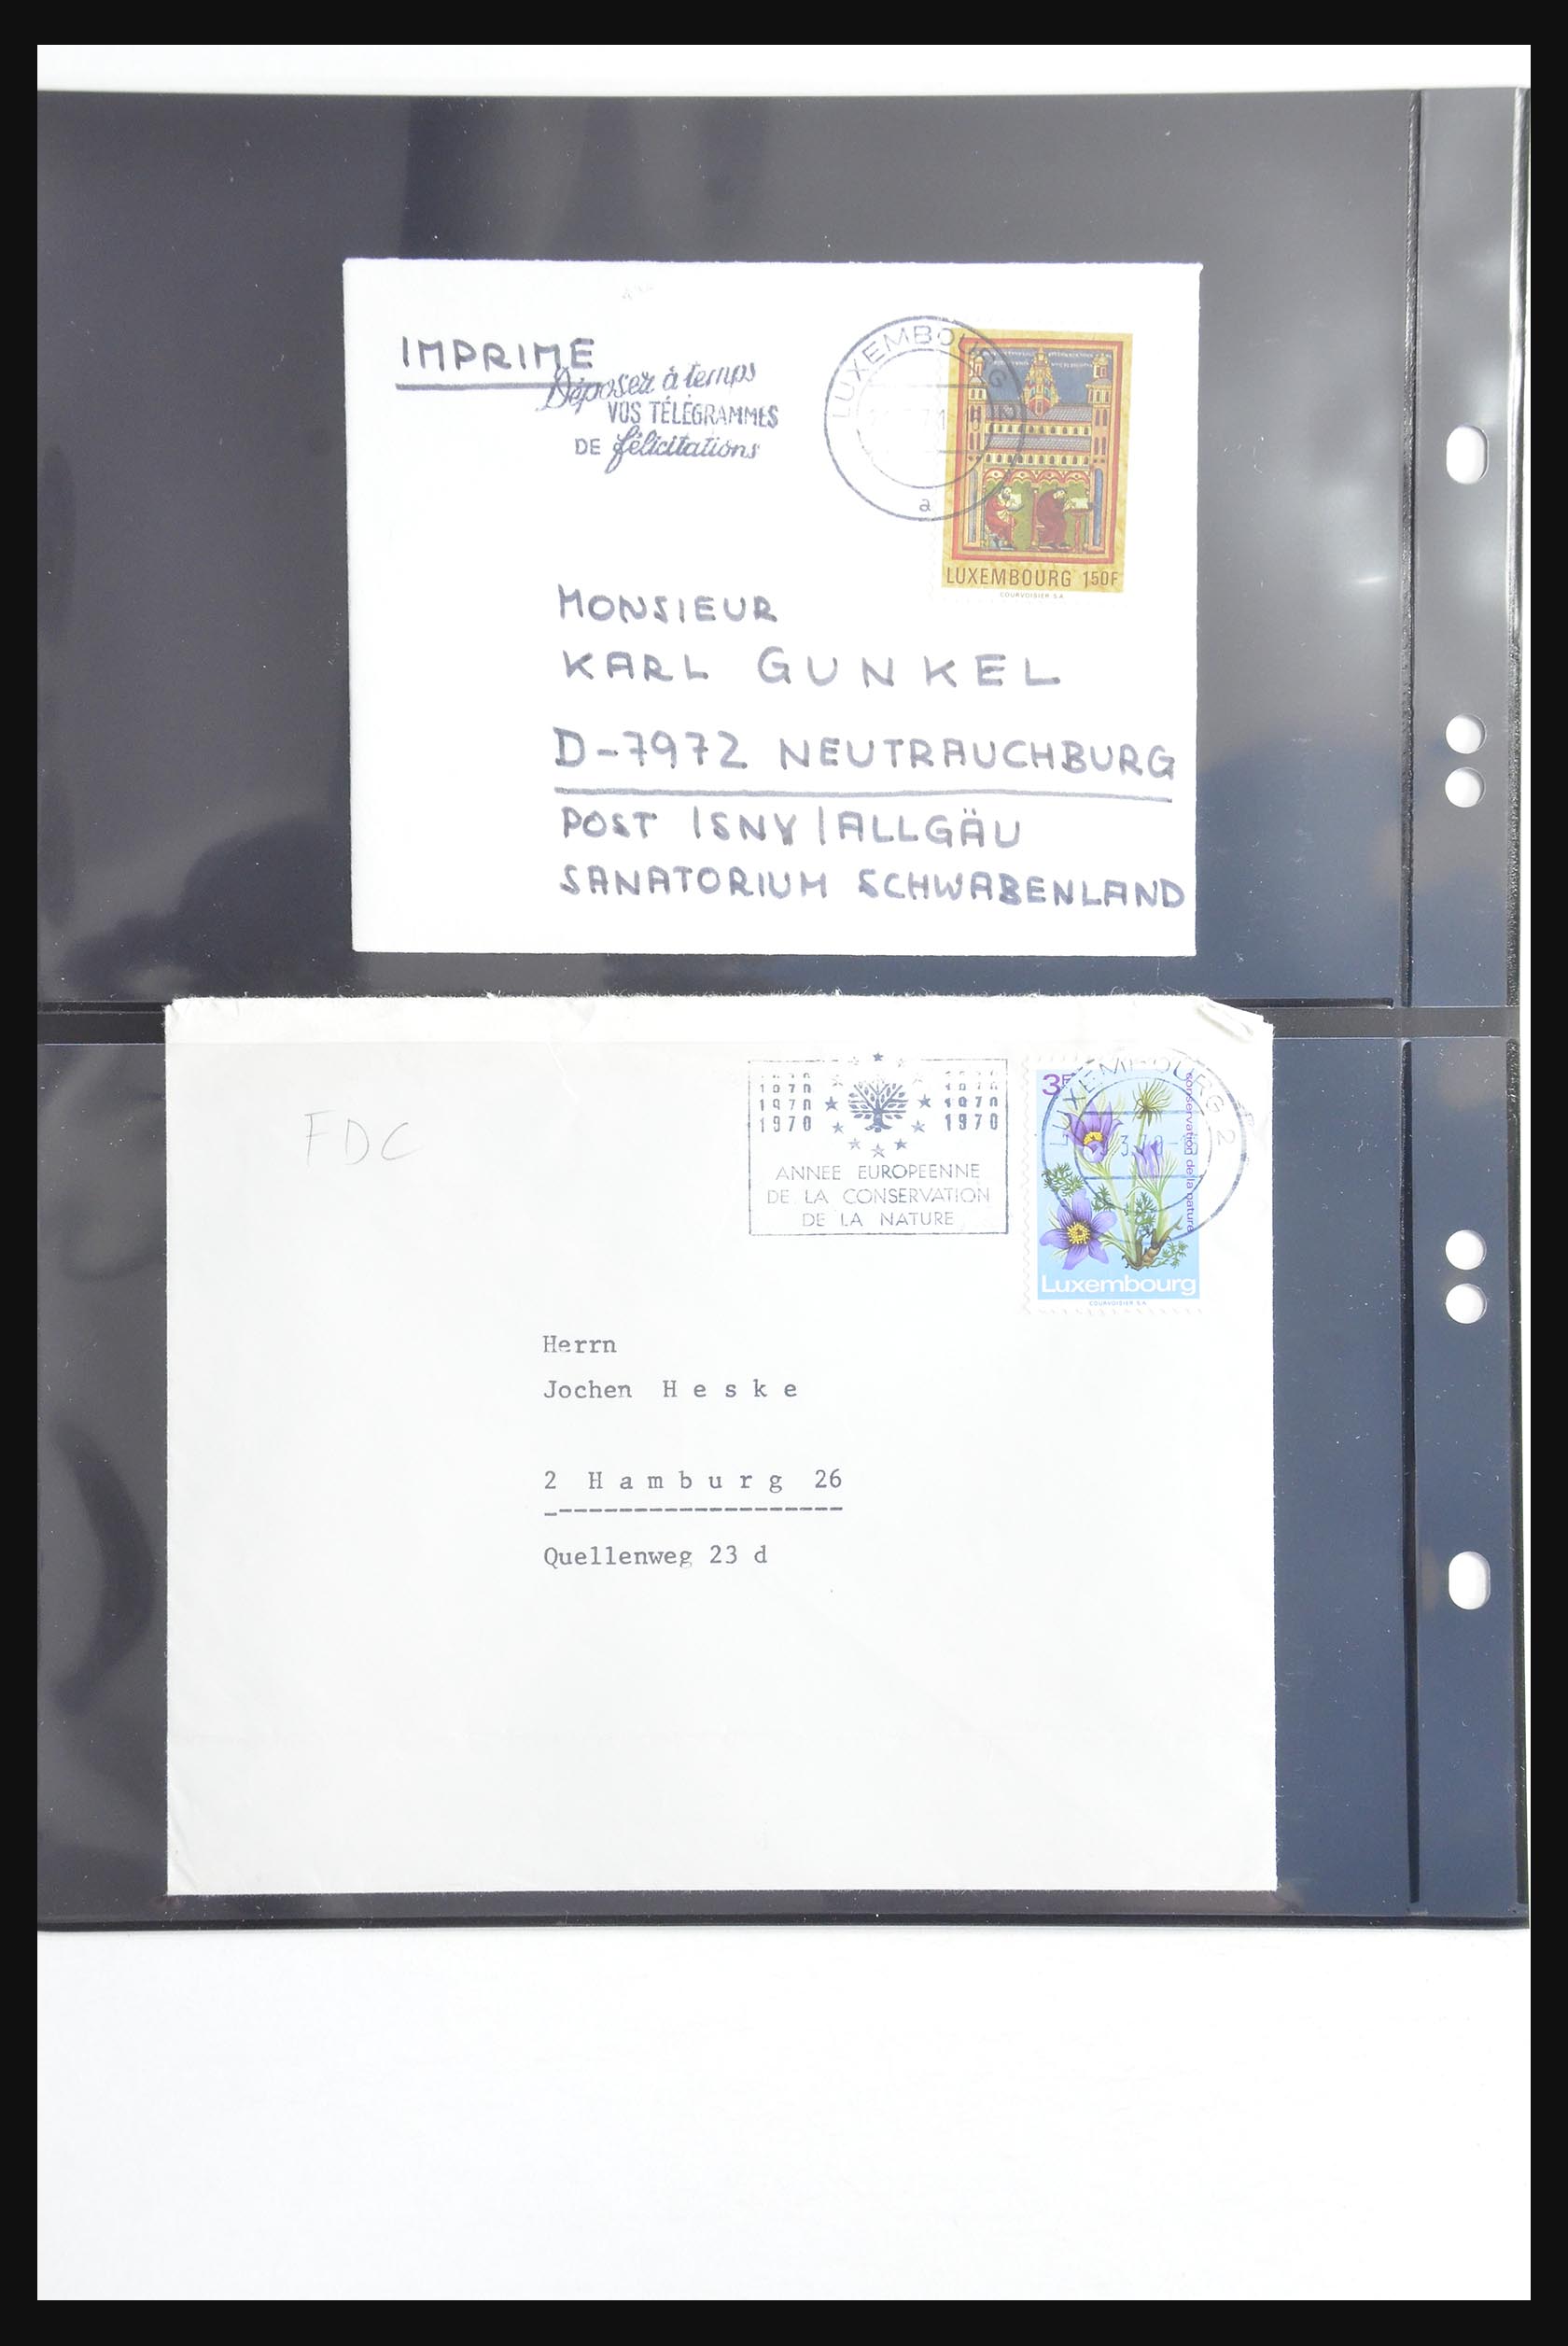 IMPRIME
Déposez à temps
VOS TÉLÉGRAMMES
DE félicitations
LUXEMBOURG
a
LUXEMBOURG 150F
COURVOISIER S.A.
MONSIEUR
KARL GUNKEL
D-7972 NEUTRAUCHBURG
POST ISNY/ALLGÄU
SANATORIUM SCHWABENLAND
FDC
1970 1970
1970 1970
1970 1970
ANNEE EUROPEENNE
DE LA CONSERVATION
DE LA NATURE
LUXEMBOURG 2
3F
conservation de la nature
Luxembourg
COURVOISIER S.A.
Herrn
Jochen H e s k e
2 H a m b u r g 26
Quellenweg 23 d